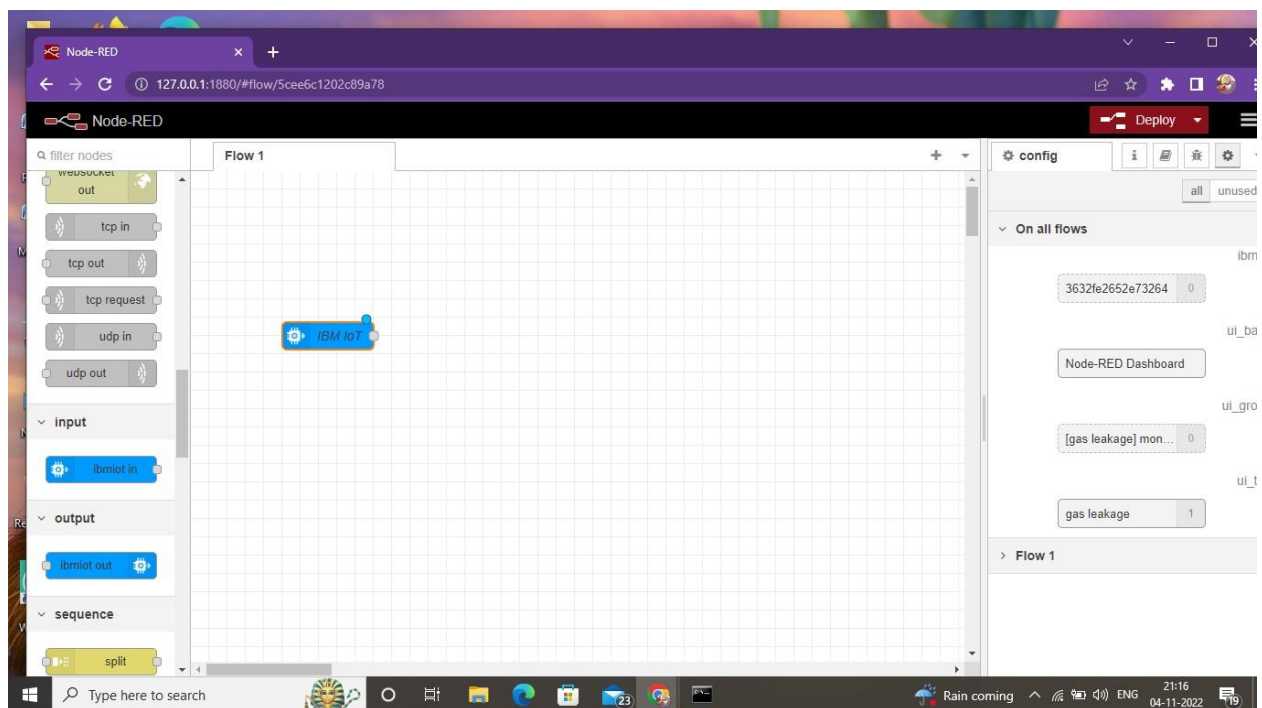 Node-RED
127.0.0.1:1880/#flow/5cee6c1202c89a78
Node-RED
Deploy
filter nodes
Flow 1
config
all
unused
websocket
out
tcp in
tcp out
tcp request
udp in
udp out
input
ibmiot in
output
ibmiot out
sequence
split
IBM IoT
On all flows
ibm
3632fe2652e73264
0
ui_ba
Node-RED Dashboard
ui_gro
[gas leakage] mon...
0
ui_t
gas leakage
1
Flow 1
Type here to search
23
Rain coming
ENG
21:16
04-11-2022
19